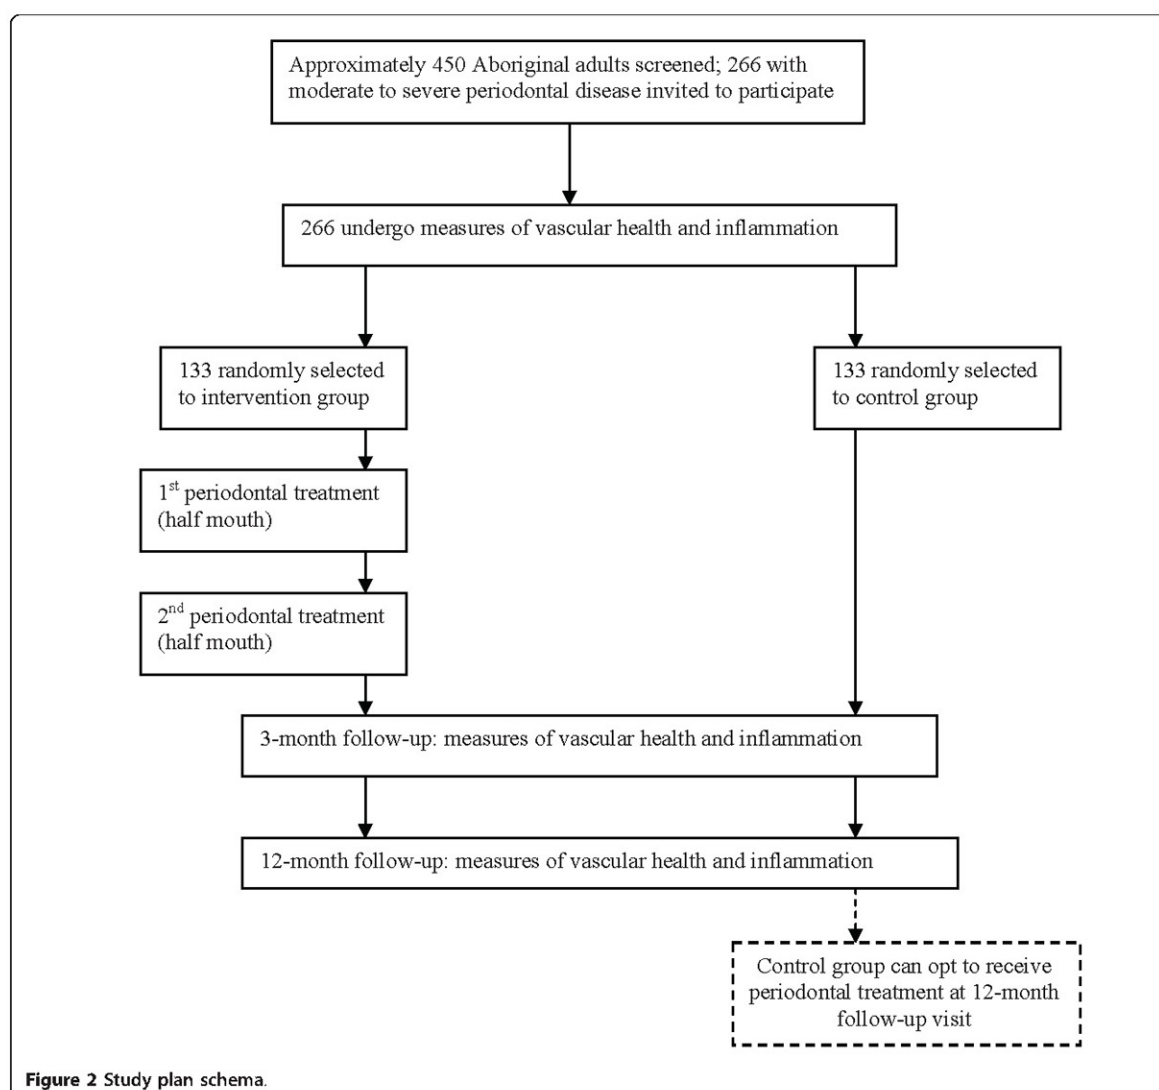 Approximately 450 Aboriginal adults screened; 266 with
moderate to severe periodontal disease invited to participate
266 undergo measures of vascular health and inflammation
133 randomly selected
to intervention group
133 randomly selected
to control group
1st periodontal treatment
(half mouth)
2nd periodontal treatment
(half mouth)
3-month follow-up: measures of vascular health and inflammation
12-month follow-up: measures of vascular health and inflammation
Control group can opt to receive
periodontal treatment at 12-month
follow-up visit
Figure 2 Study plan schema.